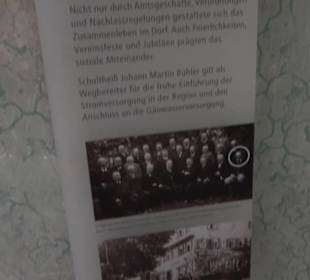 Nicht nur durch Amtsgeschäfte, Verordnungen
und Nachlassregelungen gestaltete sich das
Zusammenleben im Dorf. Auch Feierlichkeiten,
Vereinsfeste und Jubiläen prägten das
soziale Miteinander.
Schultheiß Johann Martin Bühler gilt als
Wegbereiter für die frühe Einführung der
Stromversorgung in der Region und den
Anschluss an die Gäuwasserversorgung.